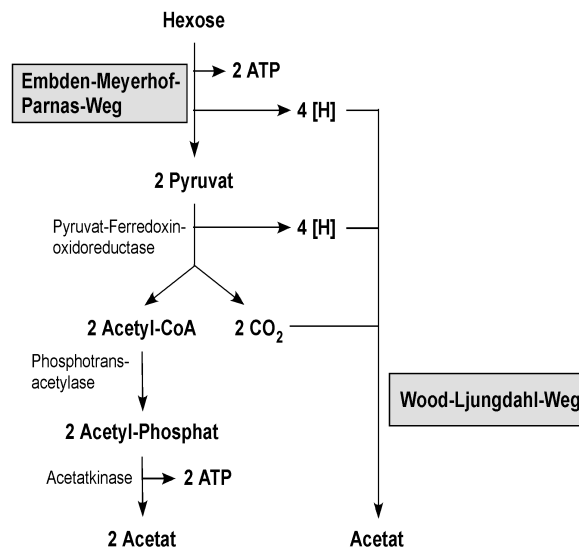 Hexose
2 ATP
Embden-Meyerhof-
Parnas-Weg
4 [H]
2 Pyruvat
Pyruvat-Ferredoxin-
oxidoreductase
4 [H]
2 Acetyl-CoA
2 CO₂
Phosphotrans-
acetylase
Wood-Ljungdahl-Weg
2 Acetyl-Phosphat
Acetatkinase
2 ATP
2 Acetat
Acetat